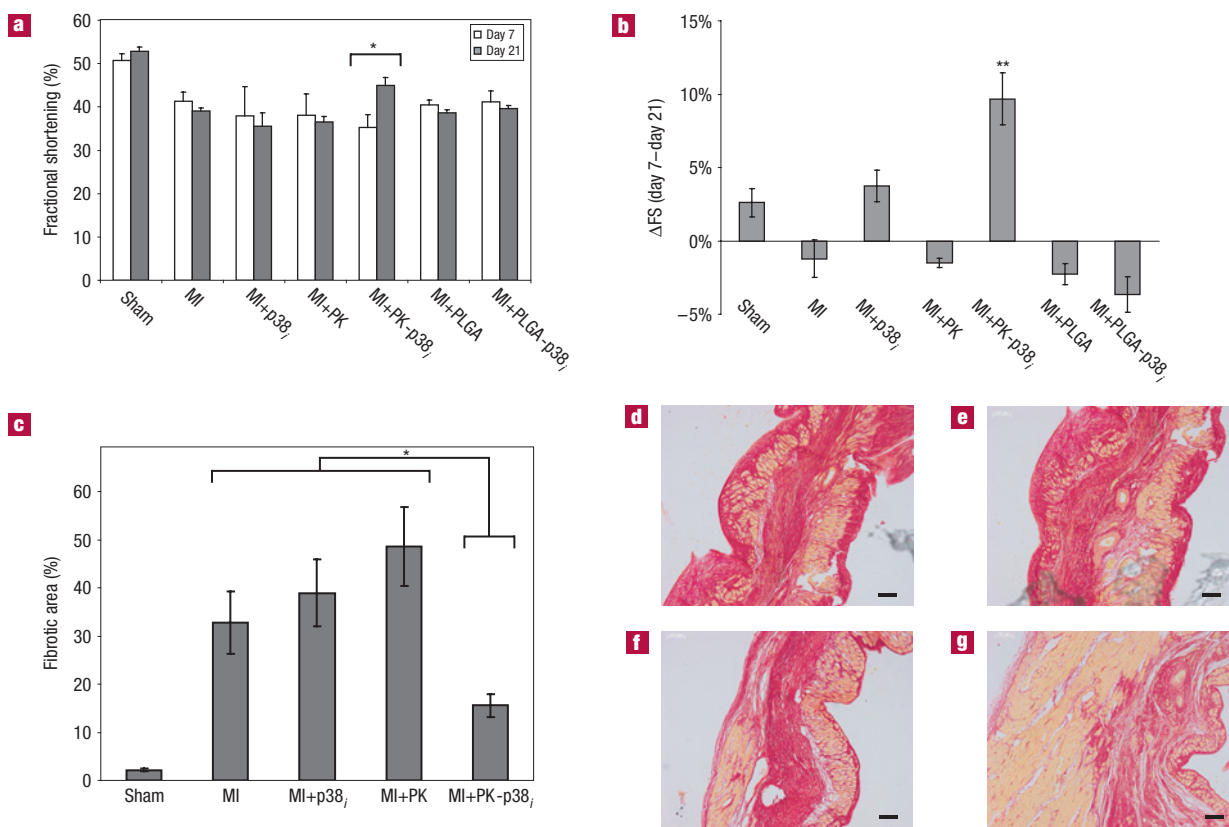 a
60
50
40
30
20
10
0
Fractional shortening (%)
Day 7
Day 21
*
Sham
MI
MI+p38i
MI+PK
MI+PK-p38i
MI+PLGA
MI+PLGA-p38i
b
15%
10%
5%
0%
–5%
ΔFS (day 7–day 21)
**
Sham
MI
MI+p38i
MI+PK
MI+PK-p38i
MI+PLGA
MI+PLGA-p38i
c
60
50
40
30
20
10
0
Fibrotic area (%)
*
Sham
MI
MI+p38i
MI+PK
MI+PK-p38i
d
e
f
g